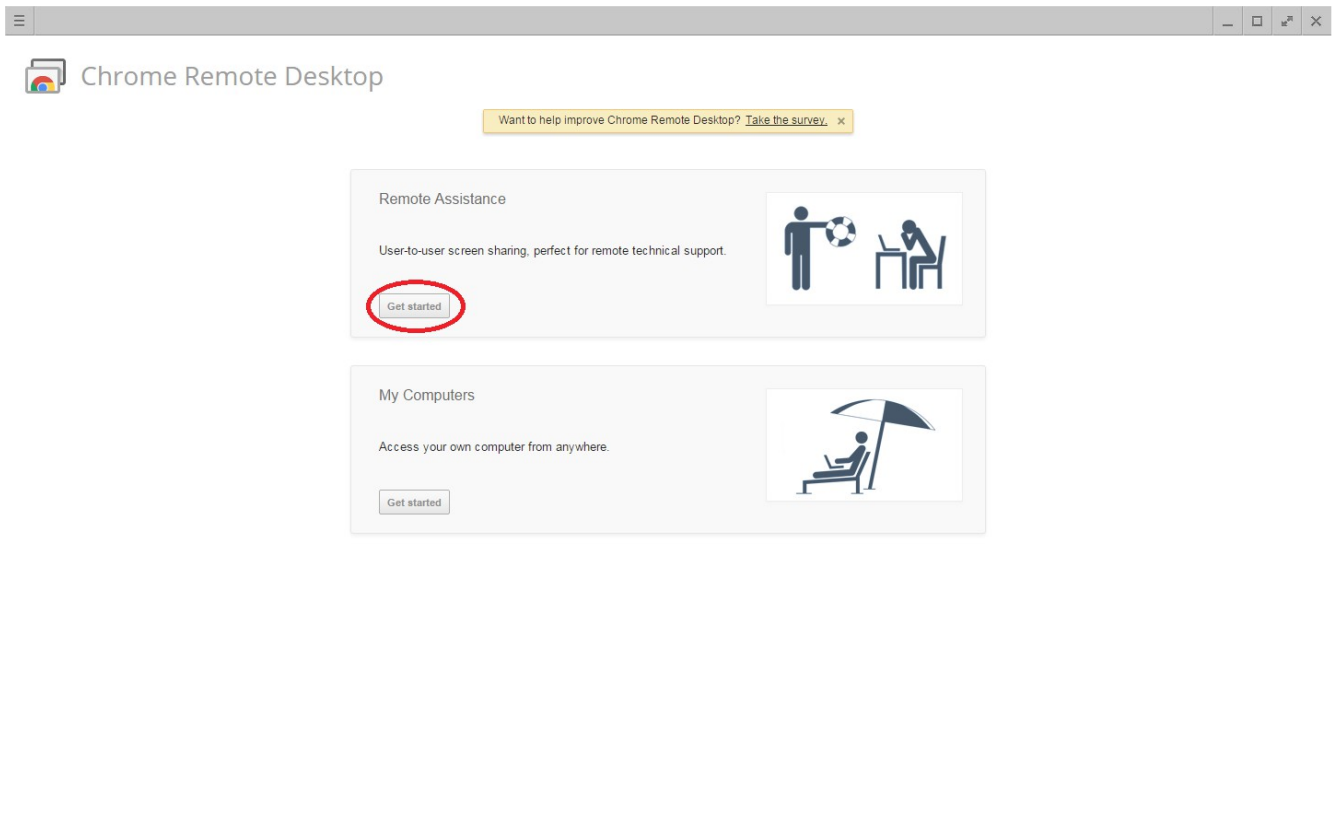 Chrome Remote Desktop
Want to help improve Chrome Remote Desktop? Take the survey. ×
Remote Assistance
User-to-user screen sharing, perfect for remote technical support.
Get started
My Computers
Access your own computer from anywhere.
Get started